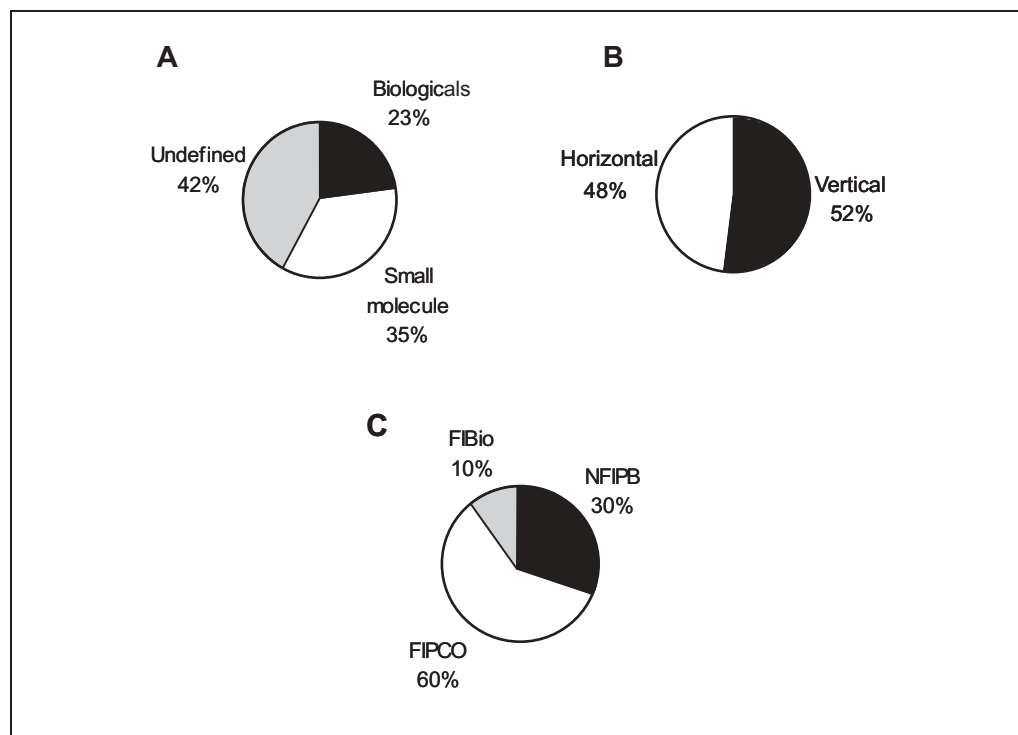 A
Biologicals
23%
Undefined
42%
Small
molecule
35%
B
Horizontal
48%
Vertical
52%
C
FIBio
10%
NFIPB
30%
FIPCO
60%